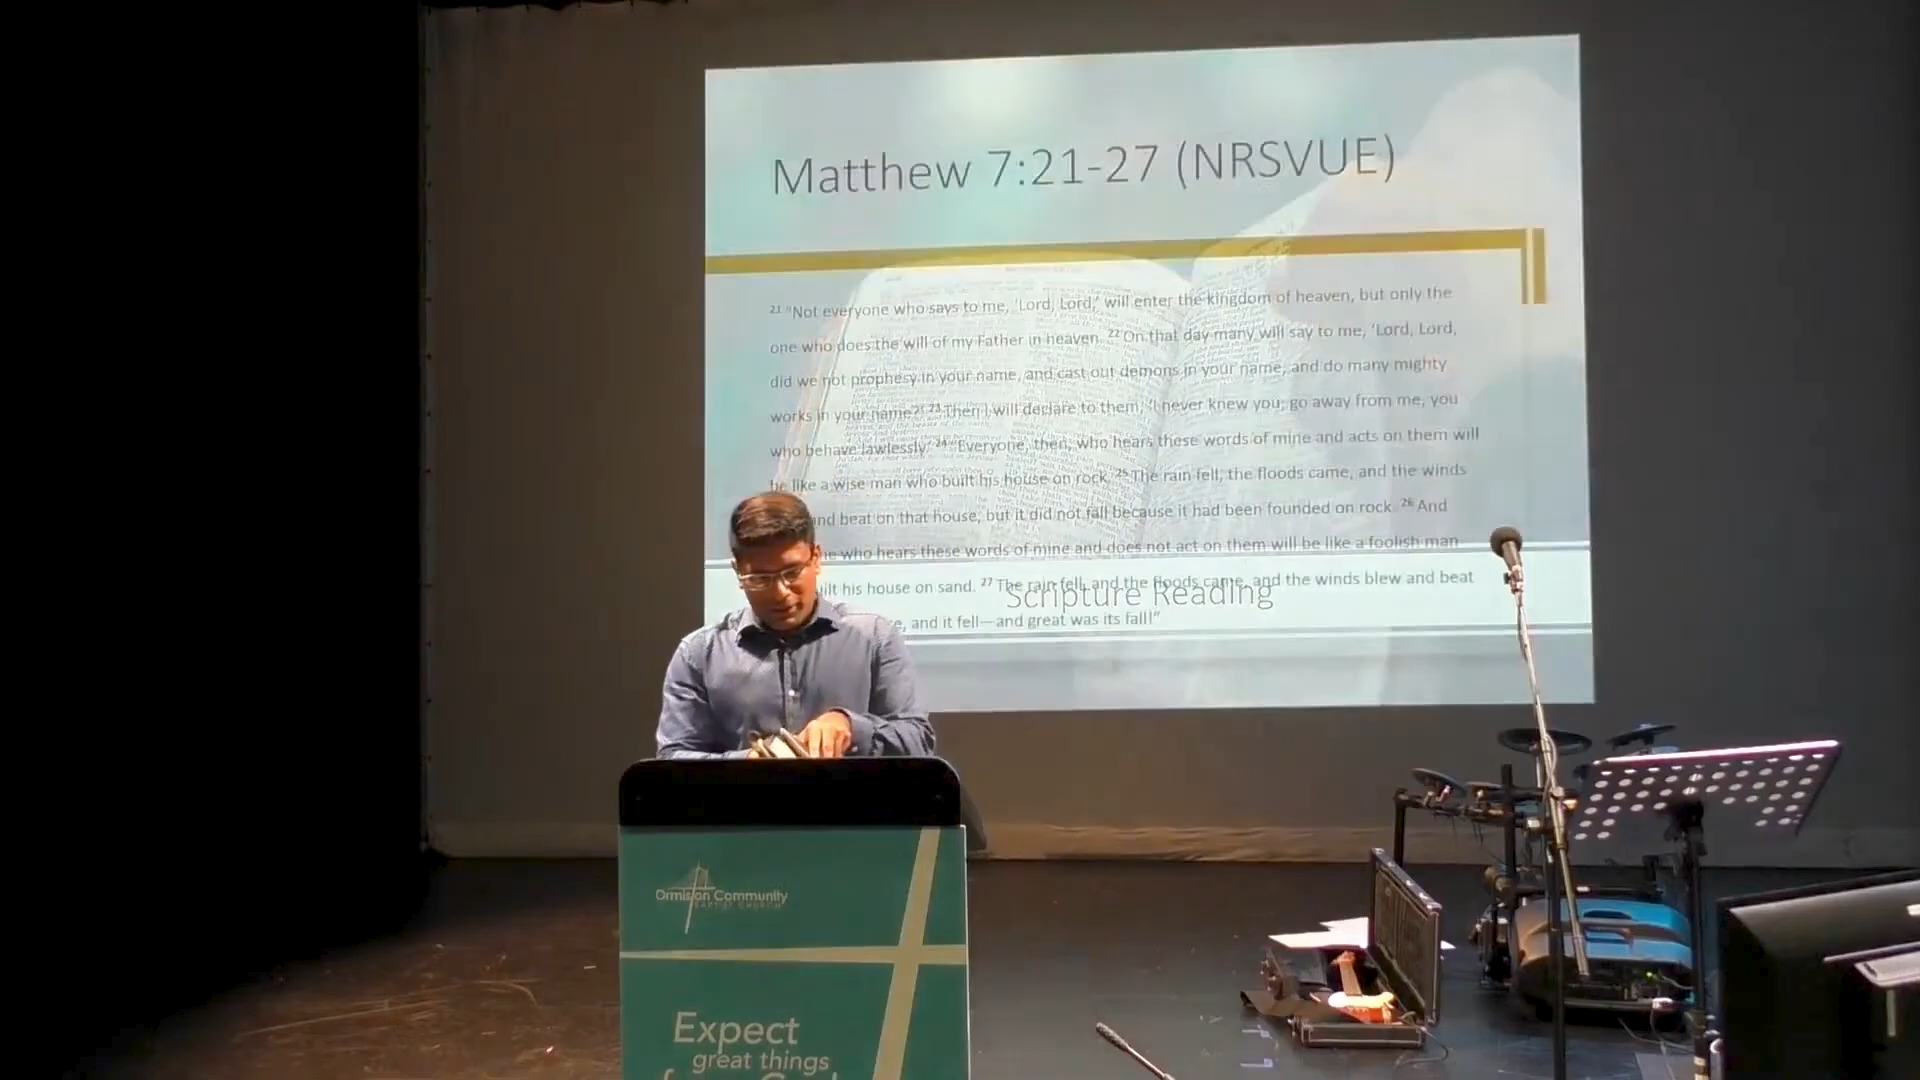 Matthew 7:21-27 (NRSVUE)
21 "Not everyone who says to me, 'Lord, Lord,' will enter the kingdom of heaven, but only the
one who does the will of my Father in heaven. 22 On that day many will say to me, 'Lord, Lord,
did we not prophesy in your name, and cast out demons in your name, and do many mighty
works in your name?' 23 Then I will declare to them, 'I never knew you; go away from me, you
who behave lawlessly.' 24 "Everyone, then, who hears these words of mine and acts on them will
be like a wise man who built his house on rock. 25 The rain fell, the floods came, and the winds
and beat on that house, but it did not fall because it had been founded on rock. 26 And
who hears these words of mine and does not act on them will be like a foolish man
his house on sand. 27 The rain fell, and the floods came, and the winds blew and beat
Scripture Reading
and it fell—and great was its fall!"
Ormiston Community
BAPTIST CHURCH
Expect
great things